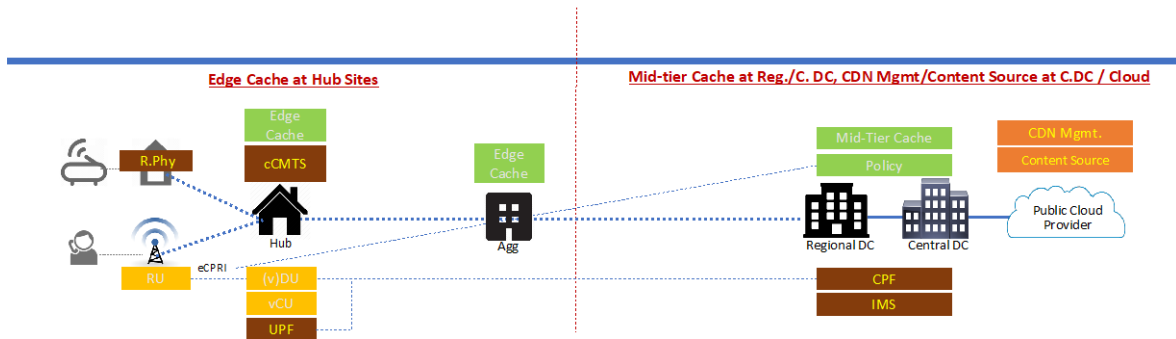 Edge Cache at Hub Sites
Mid-tier Cache at Reg./C. DC, CDN Mgmt/Content Source at C.DC / Cloud
Edge
Cache
cCMTS
R.Phy
Hub
Edge
Cache
Agg
Mid-Tier Cache
Policy
CDN Mgmt.
Content Source
Regional DC
Central DC
Public Cloud
Provider
eCPRI
RU
(v)DU
vCU
UPF
CPF
IMS